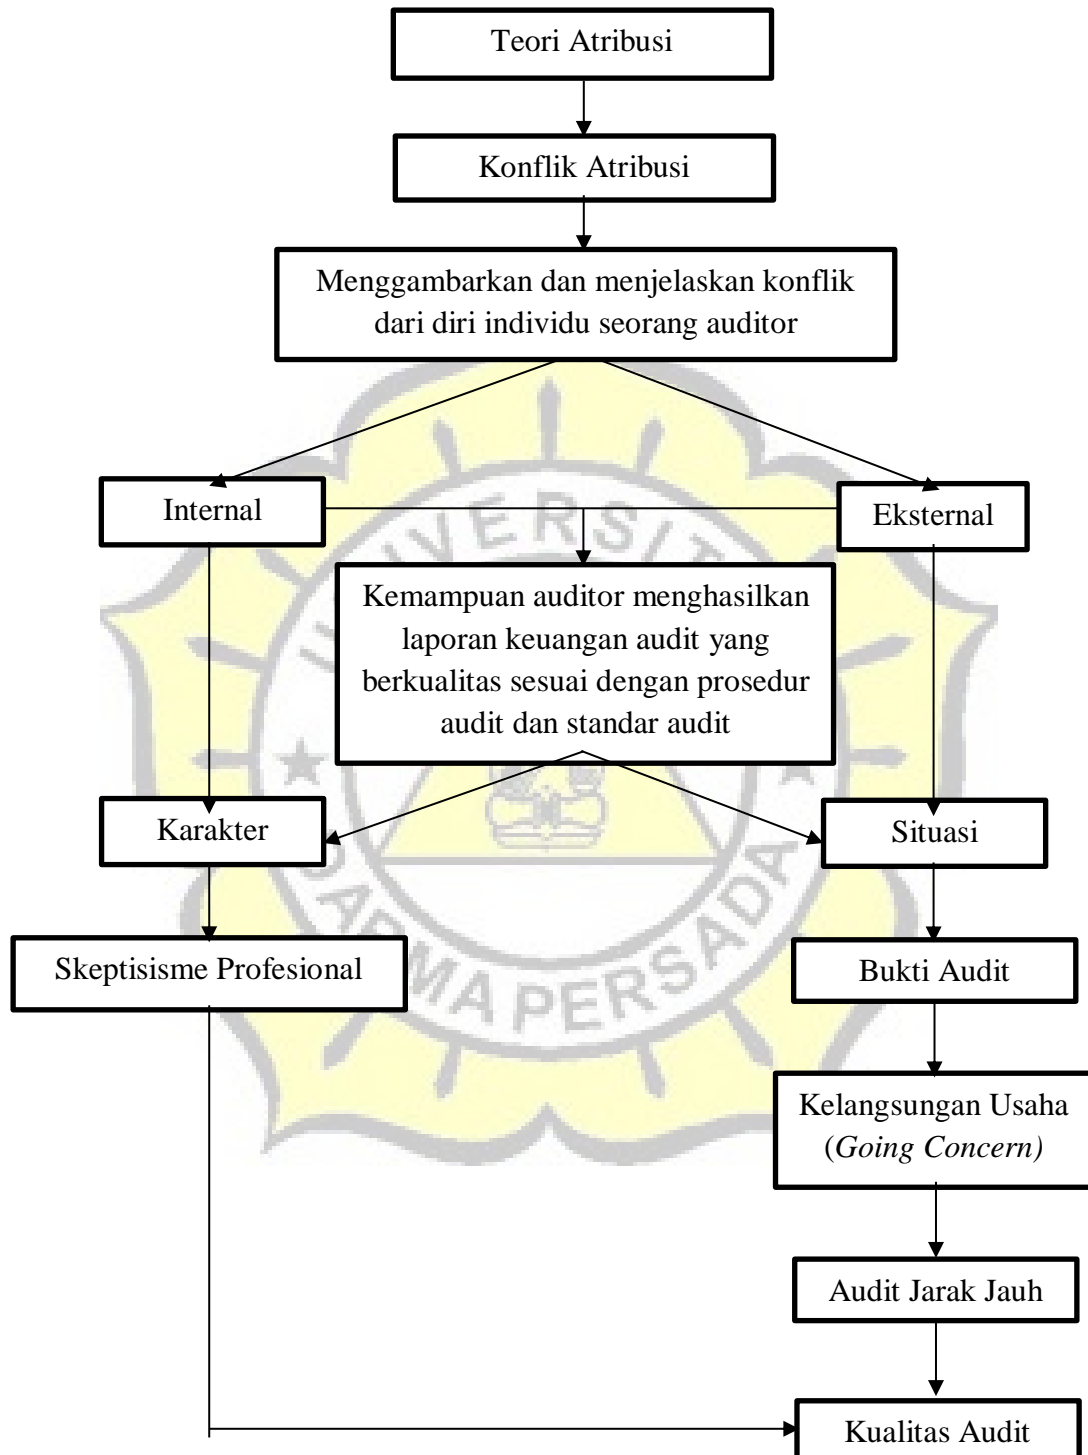 Teori Atribusi
Konflik Atribusi
Menggambarkan dan menjelaskan konflik
dari diri individu seorang auditor
Internal
Eksternal
Kemampuan auditor menghasilkan
laporan keuangan audit yang
berkualitas sesuai dengan prosedur
audit dan standar audit
Karakter
Situasi
Skeptisisme Profesional
Bukti Audit
Kelangsungan Usaha
(Going Concern)
Audit Jarak Jauh
Kualitas Audit
DARMA PERSADA